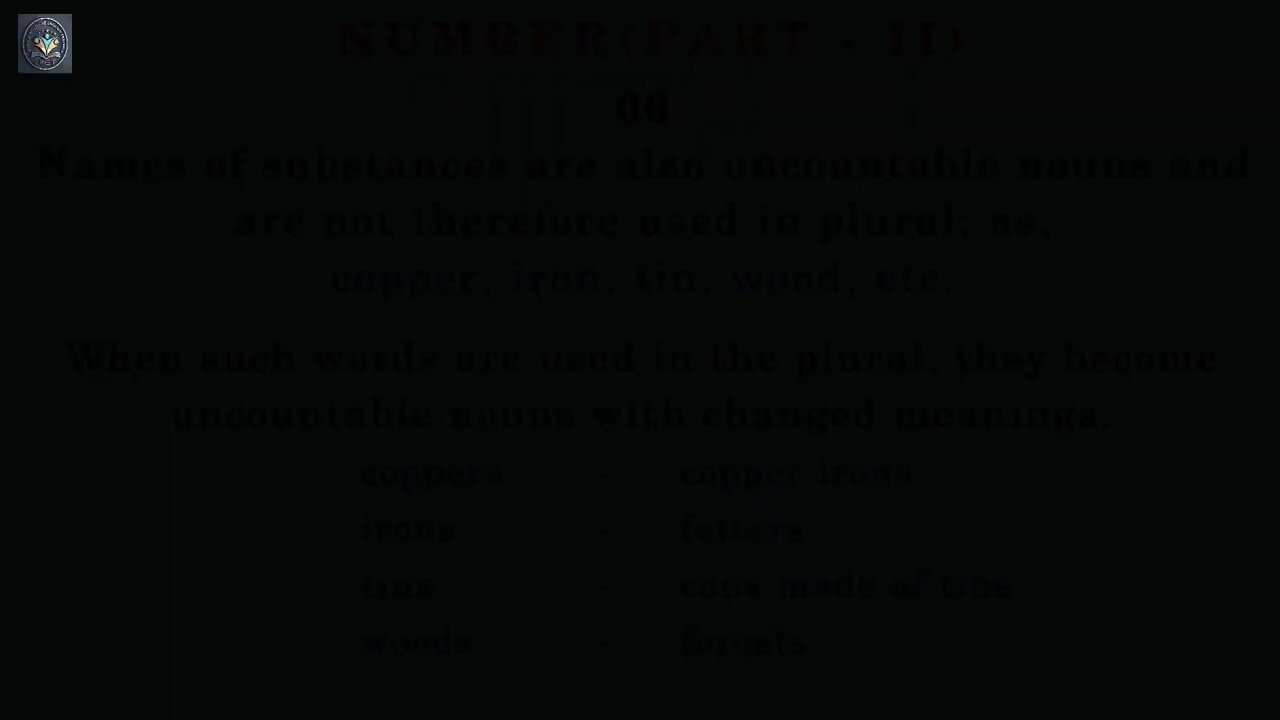 NUMBER(PART - II)
06
Names of substances are also uncountable nouns and
are not therefore used in plural; as,
copper, iron, tin, wood, etc.
When such words are used in the plural, they become
uncountable nouns with changed meanings.
coppers - copper irons
irons - fetters
tins - cans made of tins
woods - forests